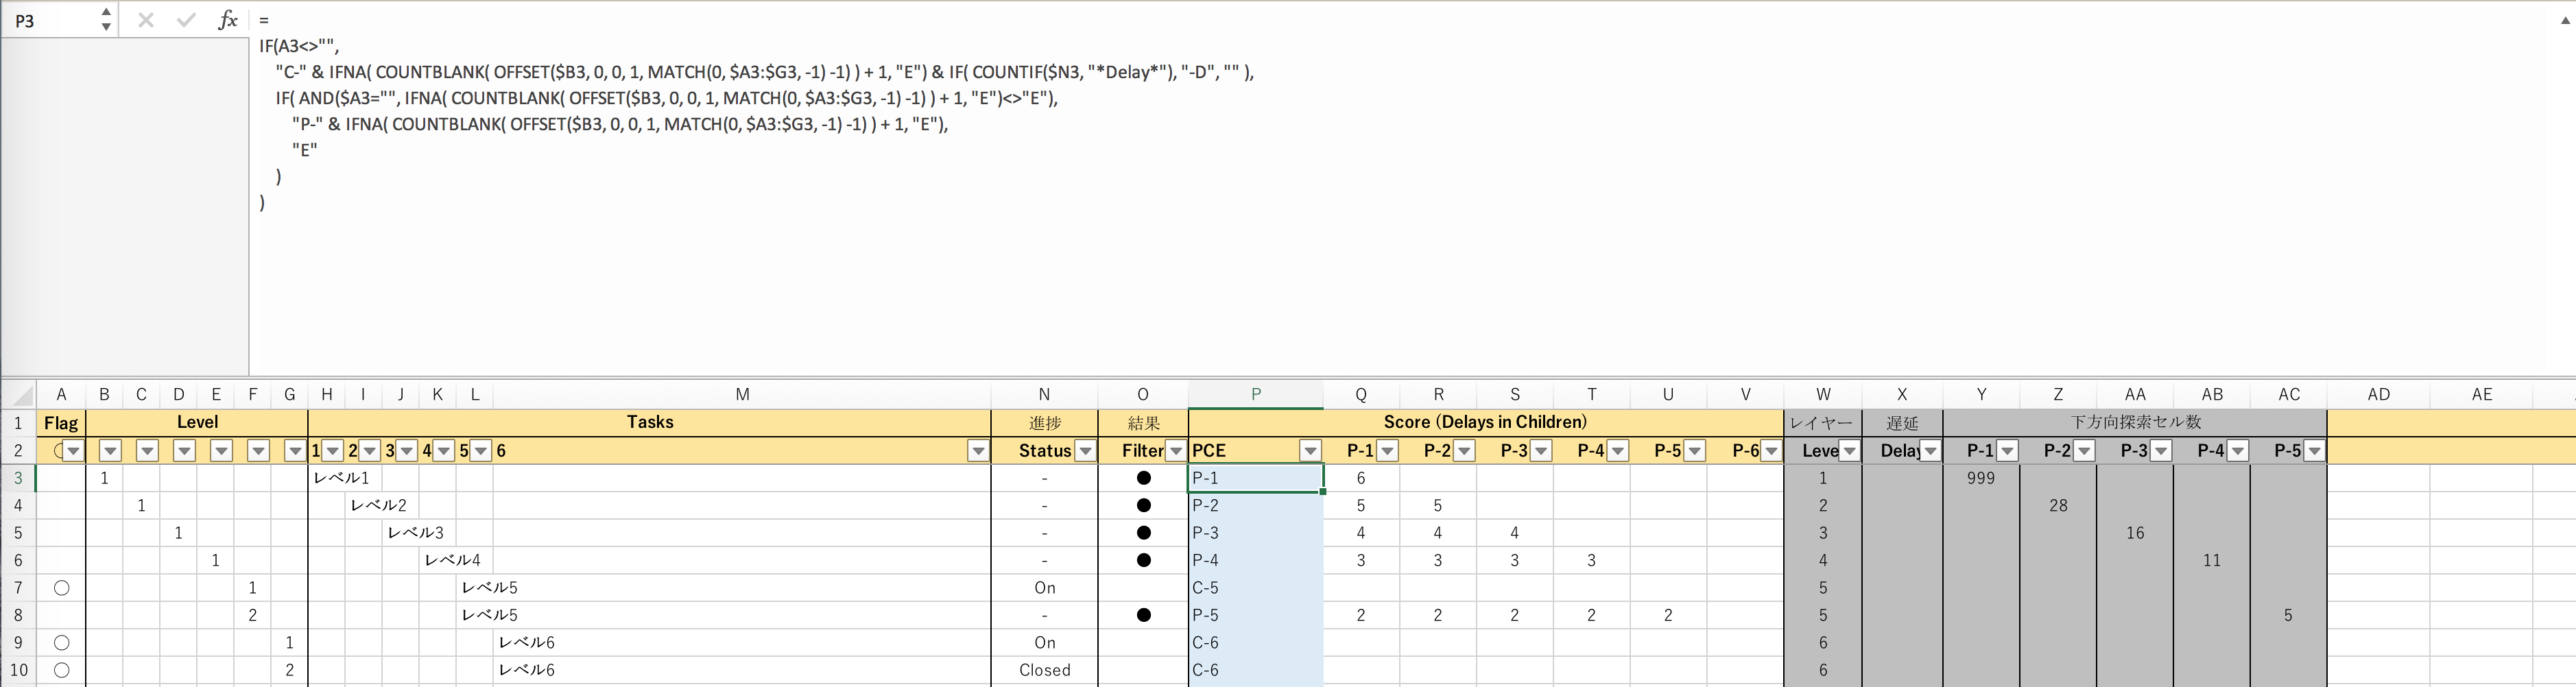 P3 fx =
IF(A3<>"",
"C-" & IFNA( COUNTBLANK( OFFSET($B3, 0, 0, 1, MATCH(0, $A3:$G3, -1) -1) ) + 1, "E") & IF( COUNTIF($N3, "*Delay*"), "-D", "" ),
IF( AND($A3="", IFNA( COUNTBLANK( OFFSET($B3, 0, 0, 1, MATCH(0, $A3:$G3, -1) -1) ) + 1, "E")<>"E"),
"P-" & IFNA( COUNTBLANK( OFFSET($B3, 0, 0, 1, MATCH(0, $A3:$G3, -1) -1) ) + 1, "E"),
"E"
)
)
A B C D E F G H I J K L M N O P Q R S T U V W X Y Z AA AB AC AD AE
1 Flag Level Tasks 進捗 結果 Score (Delays in Children) レイヤー 遅延 下方向探索セル数
2 1 2 3 4 5 6 Status Filter PCE P-1 P-2 P-3 P-4 P-5 P-6 Leve Delay P-1 P-2 P-3 P-4 P-5
3 1 レベル1 - ● P-1 6 1 999
4 1 レベル2 - ● P-2 5 5 2 28
5 1 レベル3 - ● P-3 4 4 4 3 16
6 1 レベル4 - ● P-4 3 3 3 3 4 11
7 ○ 1 レベル5 On C-5 5
8 2 レベル5 - ● P-5 2 2 2 2 2 5 5
9 ○ 1 レベル6 On C-6 6
10 ○ 2 レベル6 Closed C-6 6